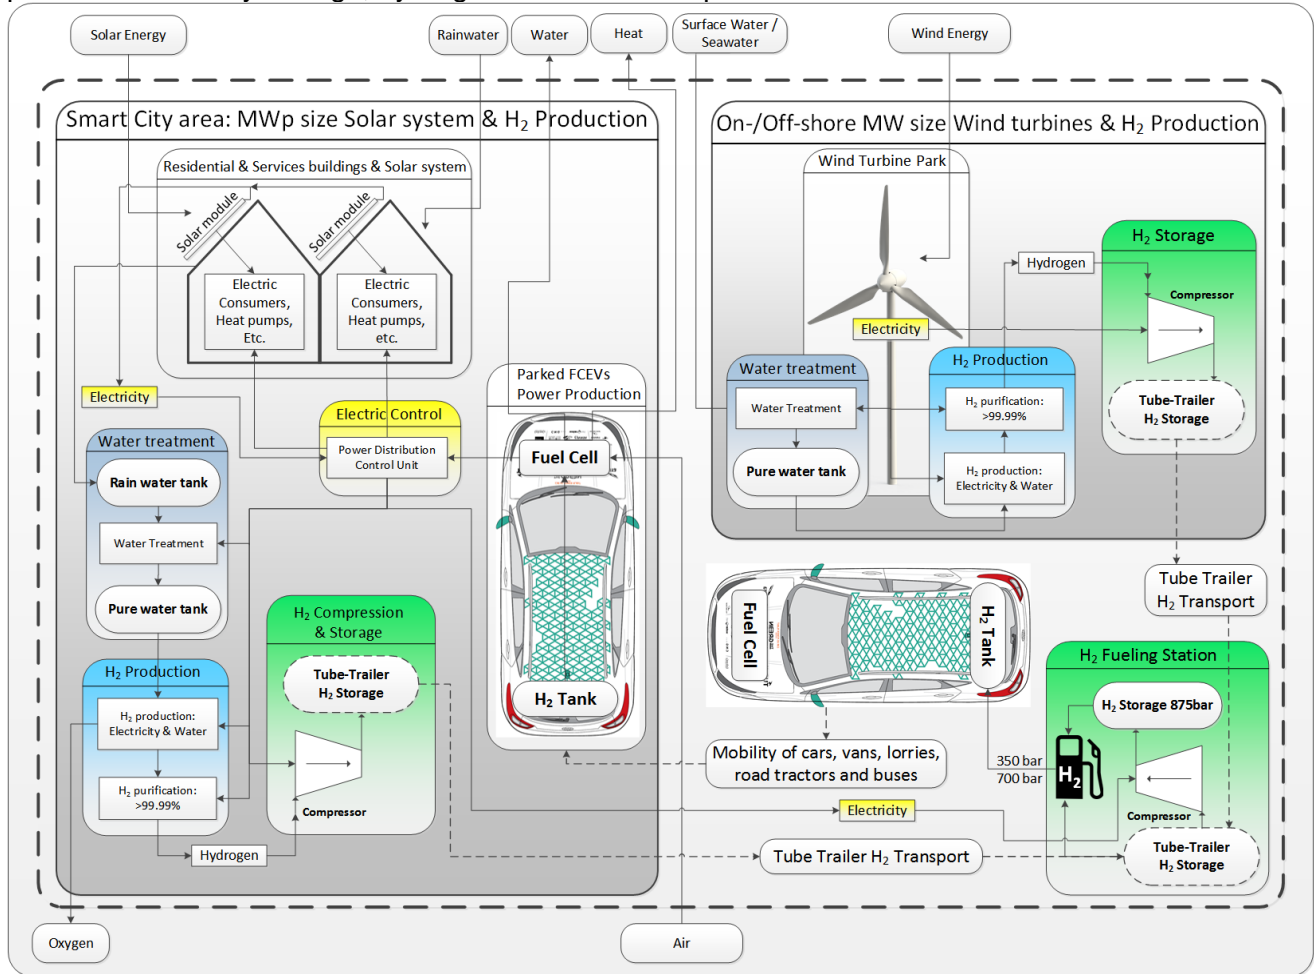 Solar Energy
Rainwater
Water
Heat
Surface Water /
Seawater
Wind Energy
Smart City area: MWp size Solar system & H₂ Production
Residential & Services buildings & Solar system
Solar module
Solar module
Electric
Consumers,
Heat pumps,
Etc.
Electric
Consumers,
Heat pumps,
etc.
Electricity
Electric Control
Power Distribution
Control Unit
Water treatment
Rain water tank
Water Treatment
Pure water tank
H₂ Production
H₂ production:
Electricity & Water
H₂ purification:
>99.99%
Hydrogen
H₂ Compression
& Storage
Tube-Trailer
H₂ Storage
Compressor
Parked FCEVs
Power Production
Fuel Cell
H₂ Tank
On-/Off-shore MW size Wind turbines & H₂ Production
Wind Turbine Park
Electricity
Water treatment
Water Treatment
Pure water tank
H₂ Production
H₂ purification:
>99.99%
H₂ production:
Electricity & Water
Hydrogen
H₂ Storage
Compressor
Tube-Trailer
H₂ Storage
Tube Trailer
H₂ Transport
Fuel Cell
H₂ Tank
Mobility of cars, vans, lorries,
road tractors and buses
H₂ Fueling Station
H₂ Storage 875bar
350 bar
700 bar
H₂
Compressor
Tube-Trailer
H₂ Storage
Electricity
Tube Trailer H₂ Transport
Oxygen
Air